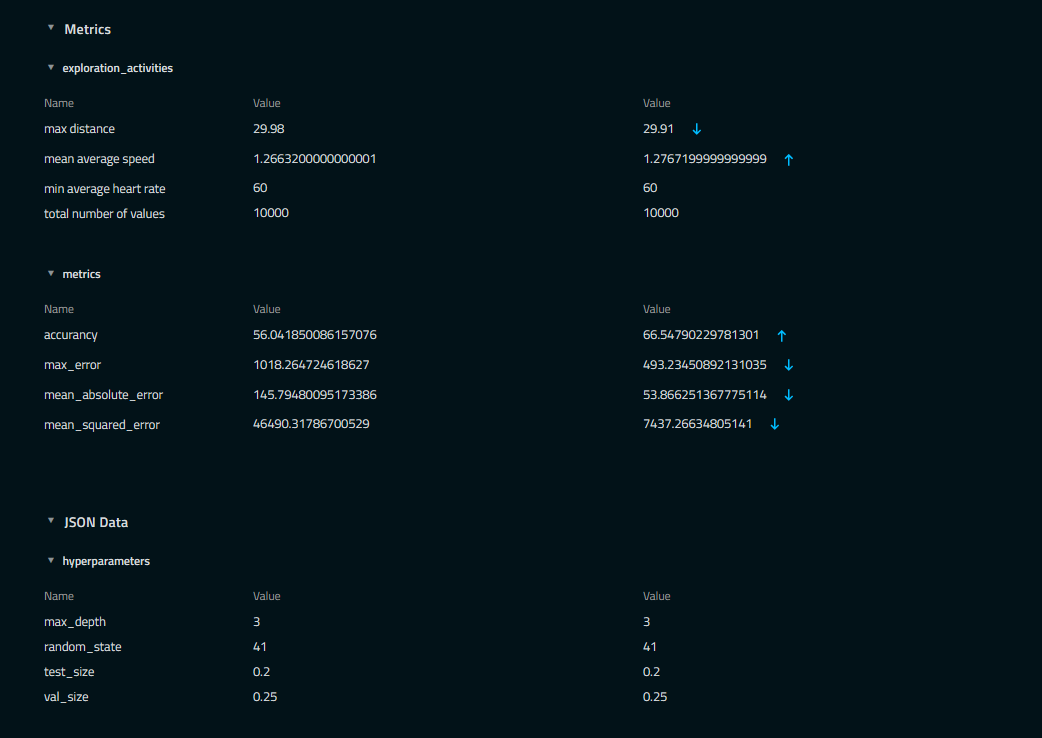 Metrics
exploration_activities
Name Value Value
max distance 29.98 29.91
mean average speed 1.2663200000000001 1.2767199999999999
min average heart rate 60 60
total number of values 10000 10000
metrics
Name Value Value
accurancy 56.041850086157076 66.54790229781301
max_error 1018.264724618627 493.23450892131035
mean_absolute_error 145.79480095173386 53.866251367775114
mean_squared_error 46490.31786700529 7437.26634805141
JSON Data
hyperparameters
Name Value Value
max_depth 3 3
random_state 41 41
test_size 0.2 0.2
val_size 0.25 0.25